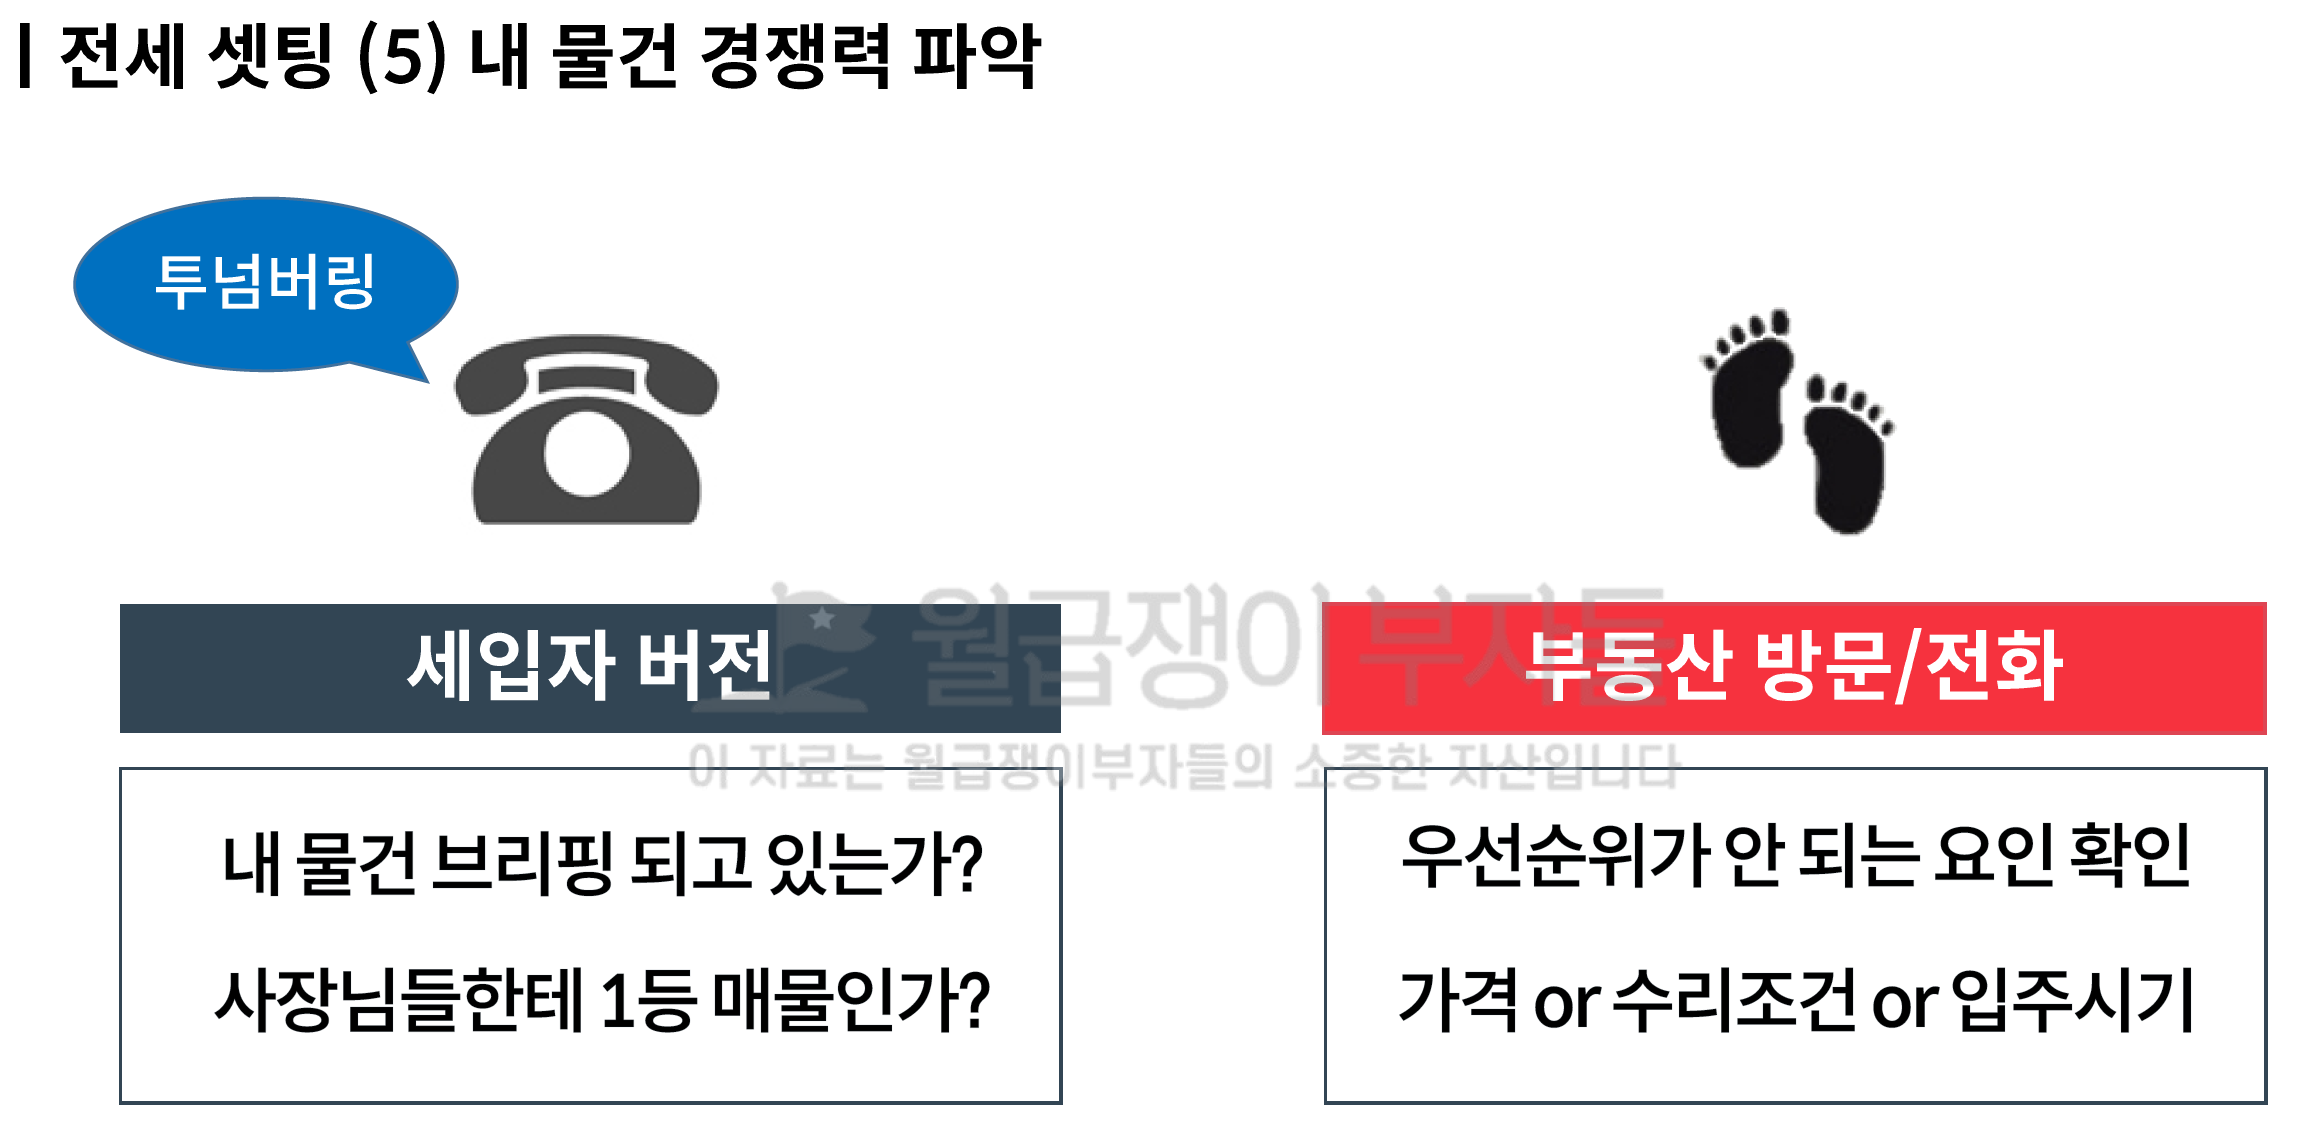 | 전세 셋팅 (5) 내 물건 경쟁력 파악
투넘버링
월급쟁이 부자들
세입자 버전
부동산 방문/전화
이 자료는 월급쟁이부자들의 소중한 자산입니다
내 물건 브리핑 되고 있는가?
우선순위가 안 되는 요인 확인
사장님들한테 1등 매물인가?
가격 or 수리조건 or 입주시기